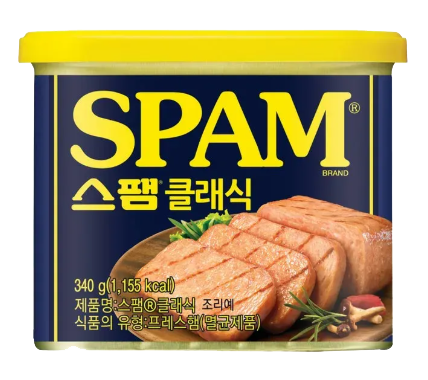 SPAM®
BRAND
스팸® 클래식
340 g(1,155 kcal)
제품명:스팸®클래식 조리예
식품의 유형:프레스햄(멸균제품)